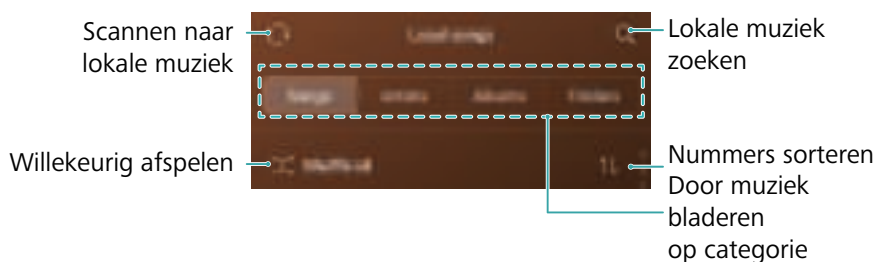 Scannen naar
lokale muziek
Lokale muziek
zoeken
Willekeurig afspelen
Nummers sorteren
Door muziek
bladeren
op categorie